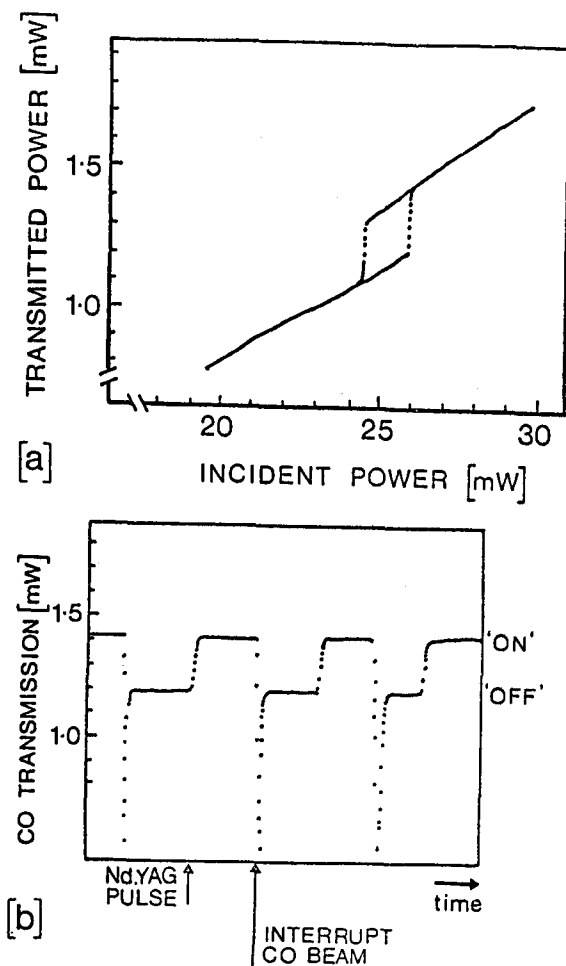 TRANSMITTED POWER [mW]
1·5
1·0
20
25
30
[a]
INCIDENT POWER [mW]
CO TRANSMISSION [mW]
1·5
1·0
'ON'
'OFF'
Nd.YAG
PULSE
time
[b]
INTERRUPT
CO BEAM